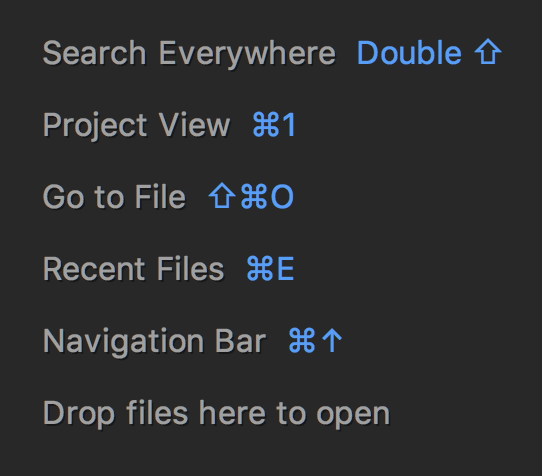 Search Everywhere Double ⇧
Project View ⌘1
Go to File ⇧⌘O
Recent Files ⌘E
Navigation Bar ⌘↑
Drop files here to open